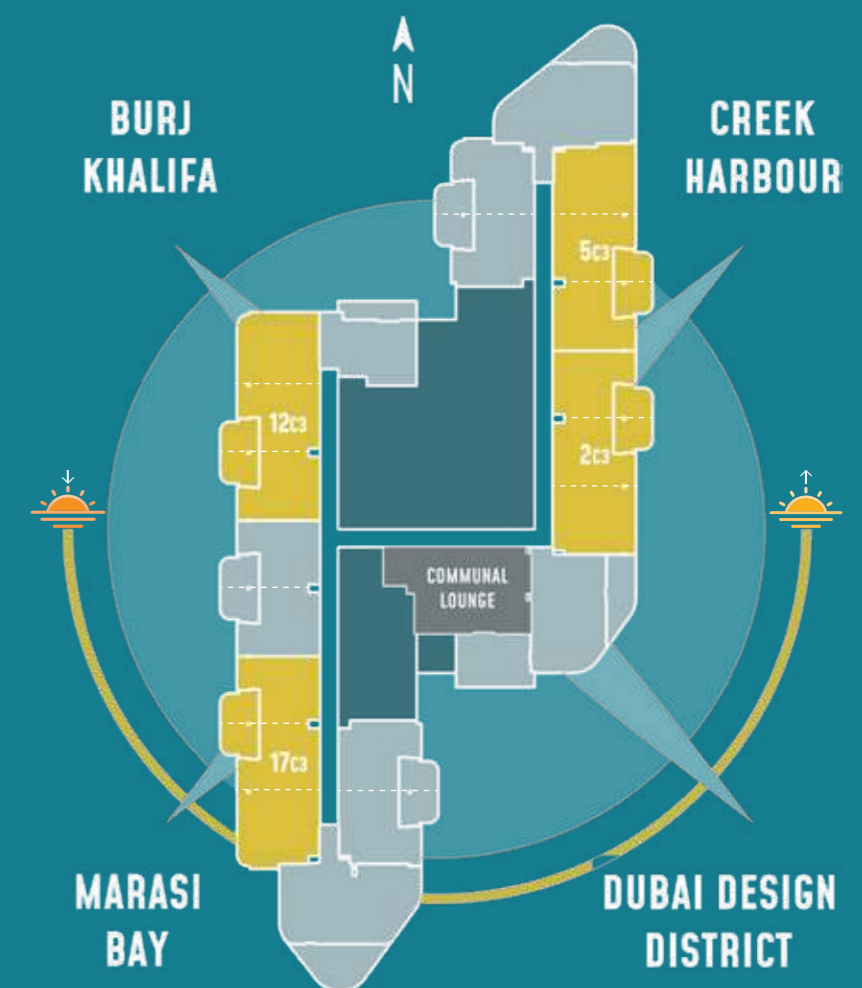 N
BURJ
KHALIFA
CREEK
HARBOUR
5C3
12C3
2C3
COMMUNAL
LOUNGE
17C3
MARASI
BAY
DUBAI DESIGN
DISTRICT